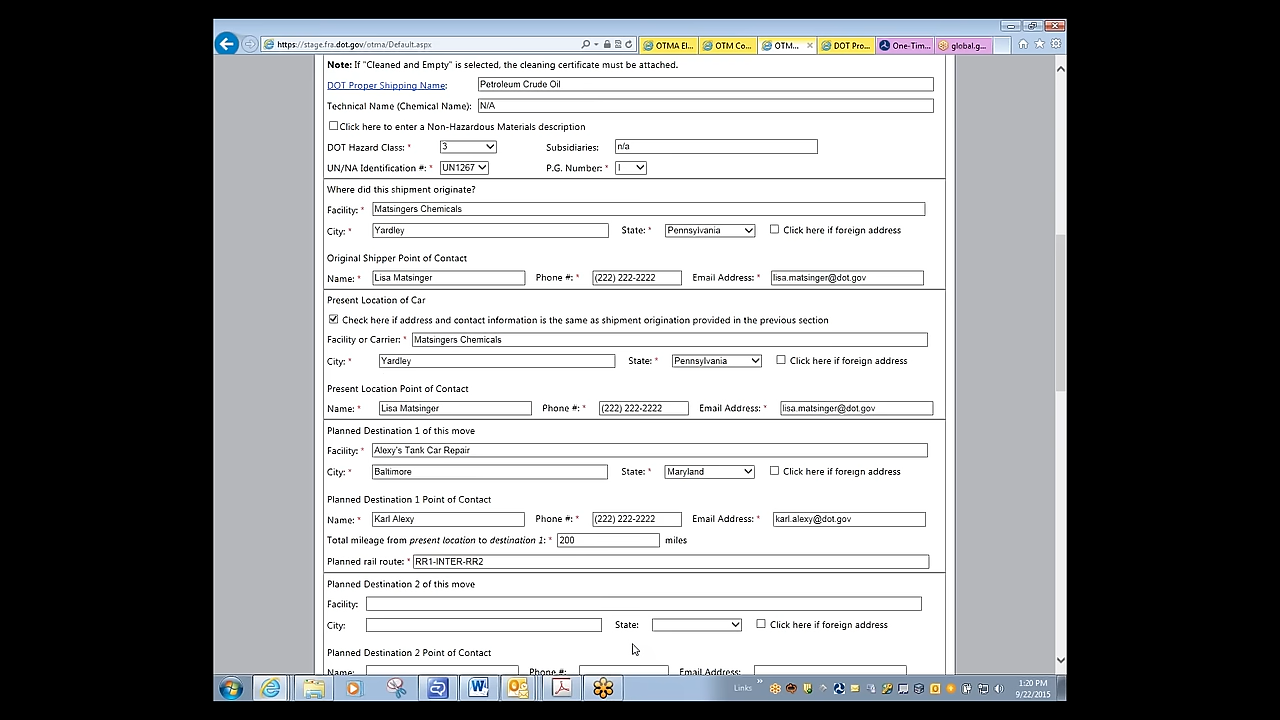 https://stage.fra.dot.gov/otma/Default.aspx
OTMA El... OTM Co... OTM... DOT Pro... One-Tim... global.g...
Note: If "Cleaned and Empty" is selected, the cleaning certificate must be attached.
DOT Proper Shipping Name: Petroleum Crude Oil
Technical Name (Chemical Name): N/A
Click here to enter a Non-Hazardous Materials description
DOT Hazard Class: * 3 Subsidiaries: n/a
UN/NA Identification #: * UN1267 P.G. Number: * I
Where did this shipment originate?
Facility: * Matsingers Chemicals
City: * Yardley State: * Pennsylvania Click here if foreign address
Original Shipper Point of Contact
Name: * Lisa Matsinger Phone #: * (222) 222-2222 Email Address: * lisa.matsinger@dot.gov
Present Location of Car
Check here if address and contact information is the same as shipment origination provided in the previous section
Facility or Carrier: * Matsingers Chemicals
City: * Yardley State: * Pennsylvania Click here if foreign address
Present Location Point of Contact
Name: * Lisa Matsinger Phone #: * (222) 222-2222 Email Address: * lisa.matsinger@dot.gov
Planned Destination 1 of this move
Facility: * Alexy's Tank Car Repair
City: * Baltimore State: * Maryland Click here if foreign address
Planned Destination 1 Point of Contact
Name: * Karl Alexy Phone #: * (222) 222-2222 Email Address: * karl.alexy@dot.gov
Total mileage from present location to destination 1: * 200 miles
Planned rail route: * RR1-INTER-RR2
Planned Destination 2 of this move
Facility:
City: State: Click here if foreign address
Planned Destination 2 Point of Contact
Name: Phone #: Email Address:
Links » 1:20 PM
9/22/2015